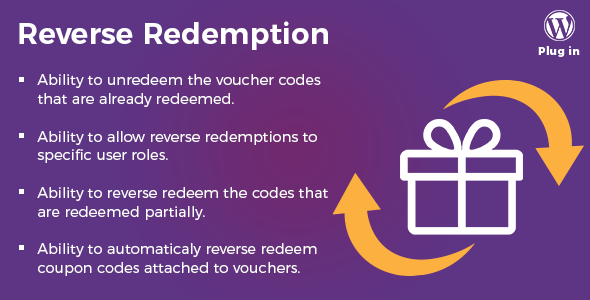 Reverse Redemption
Plug in
Ability to unredeem the voucher codes
that are already redeemed.
Ability to allow reverse redemptions to
specific user roles.
Ability to reverse redeem the codes that
are redeemed partially.
Ability to automaticaly reverse redeem
coupon codes attached to vouchers.